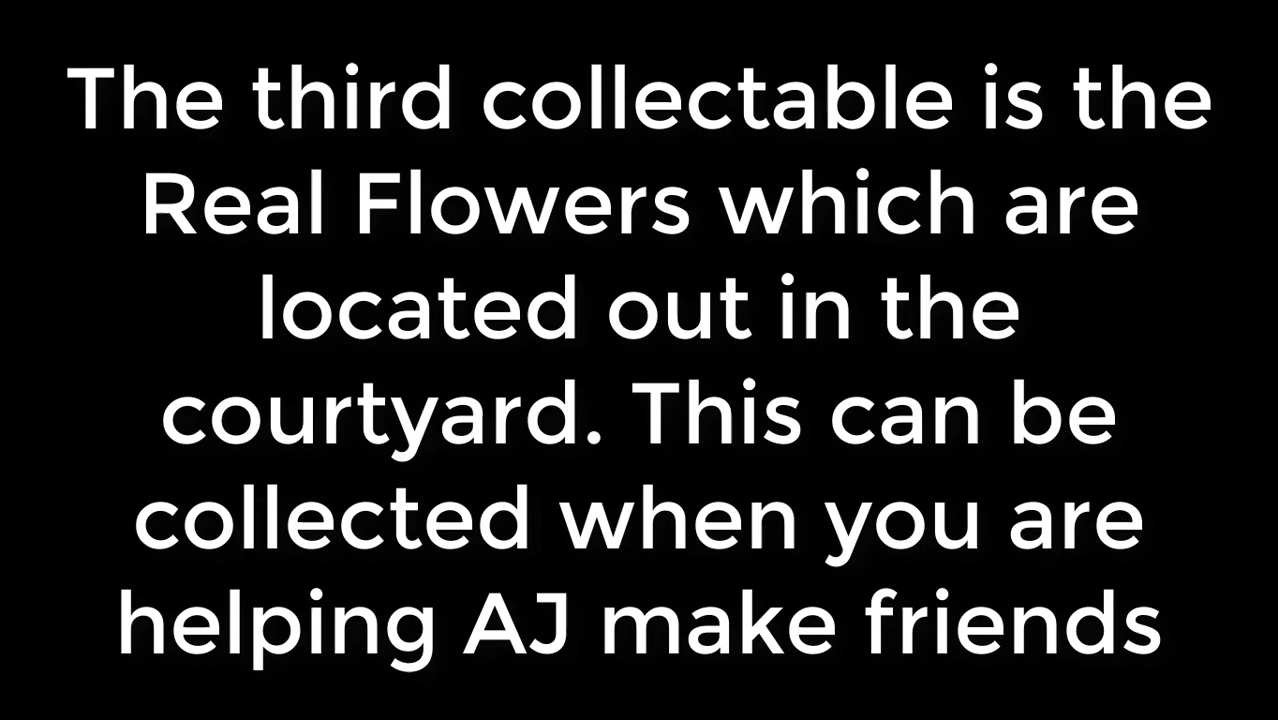 The third collectable is the
Real Flowers which are
located out in the
courtyard. This can be
collected when you are
helping AJ make friends